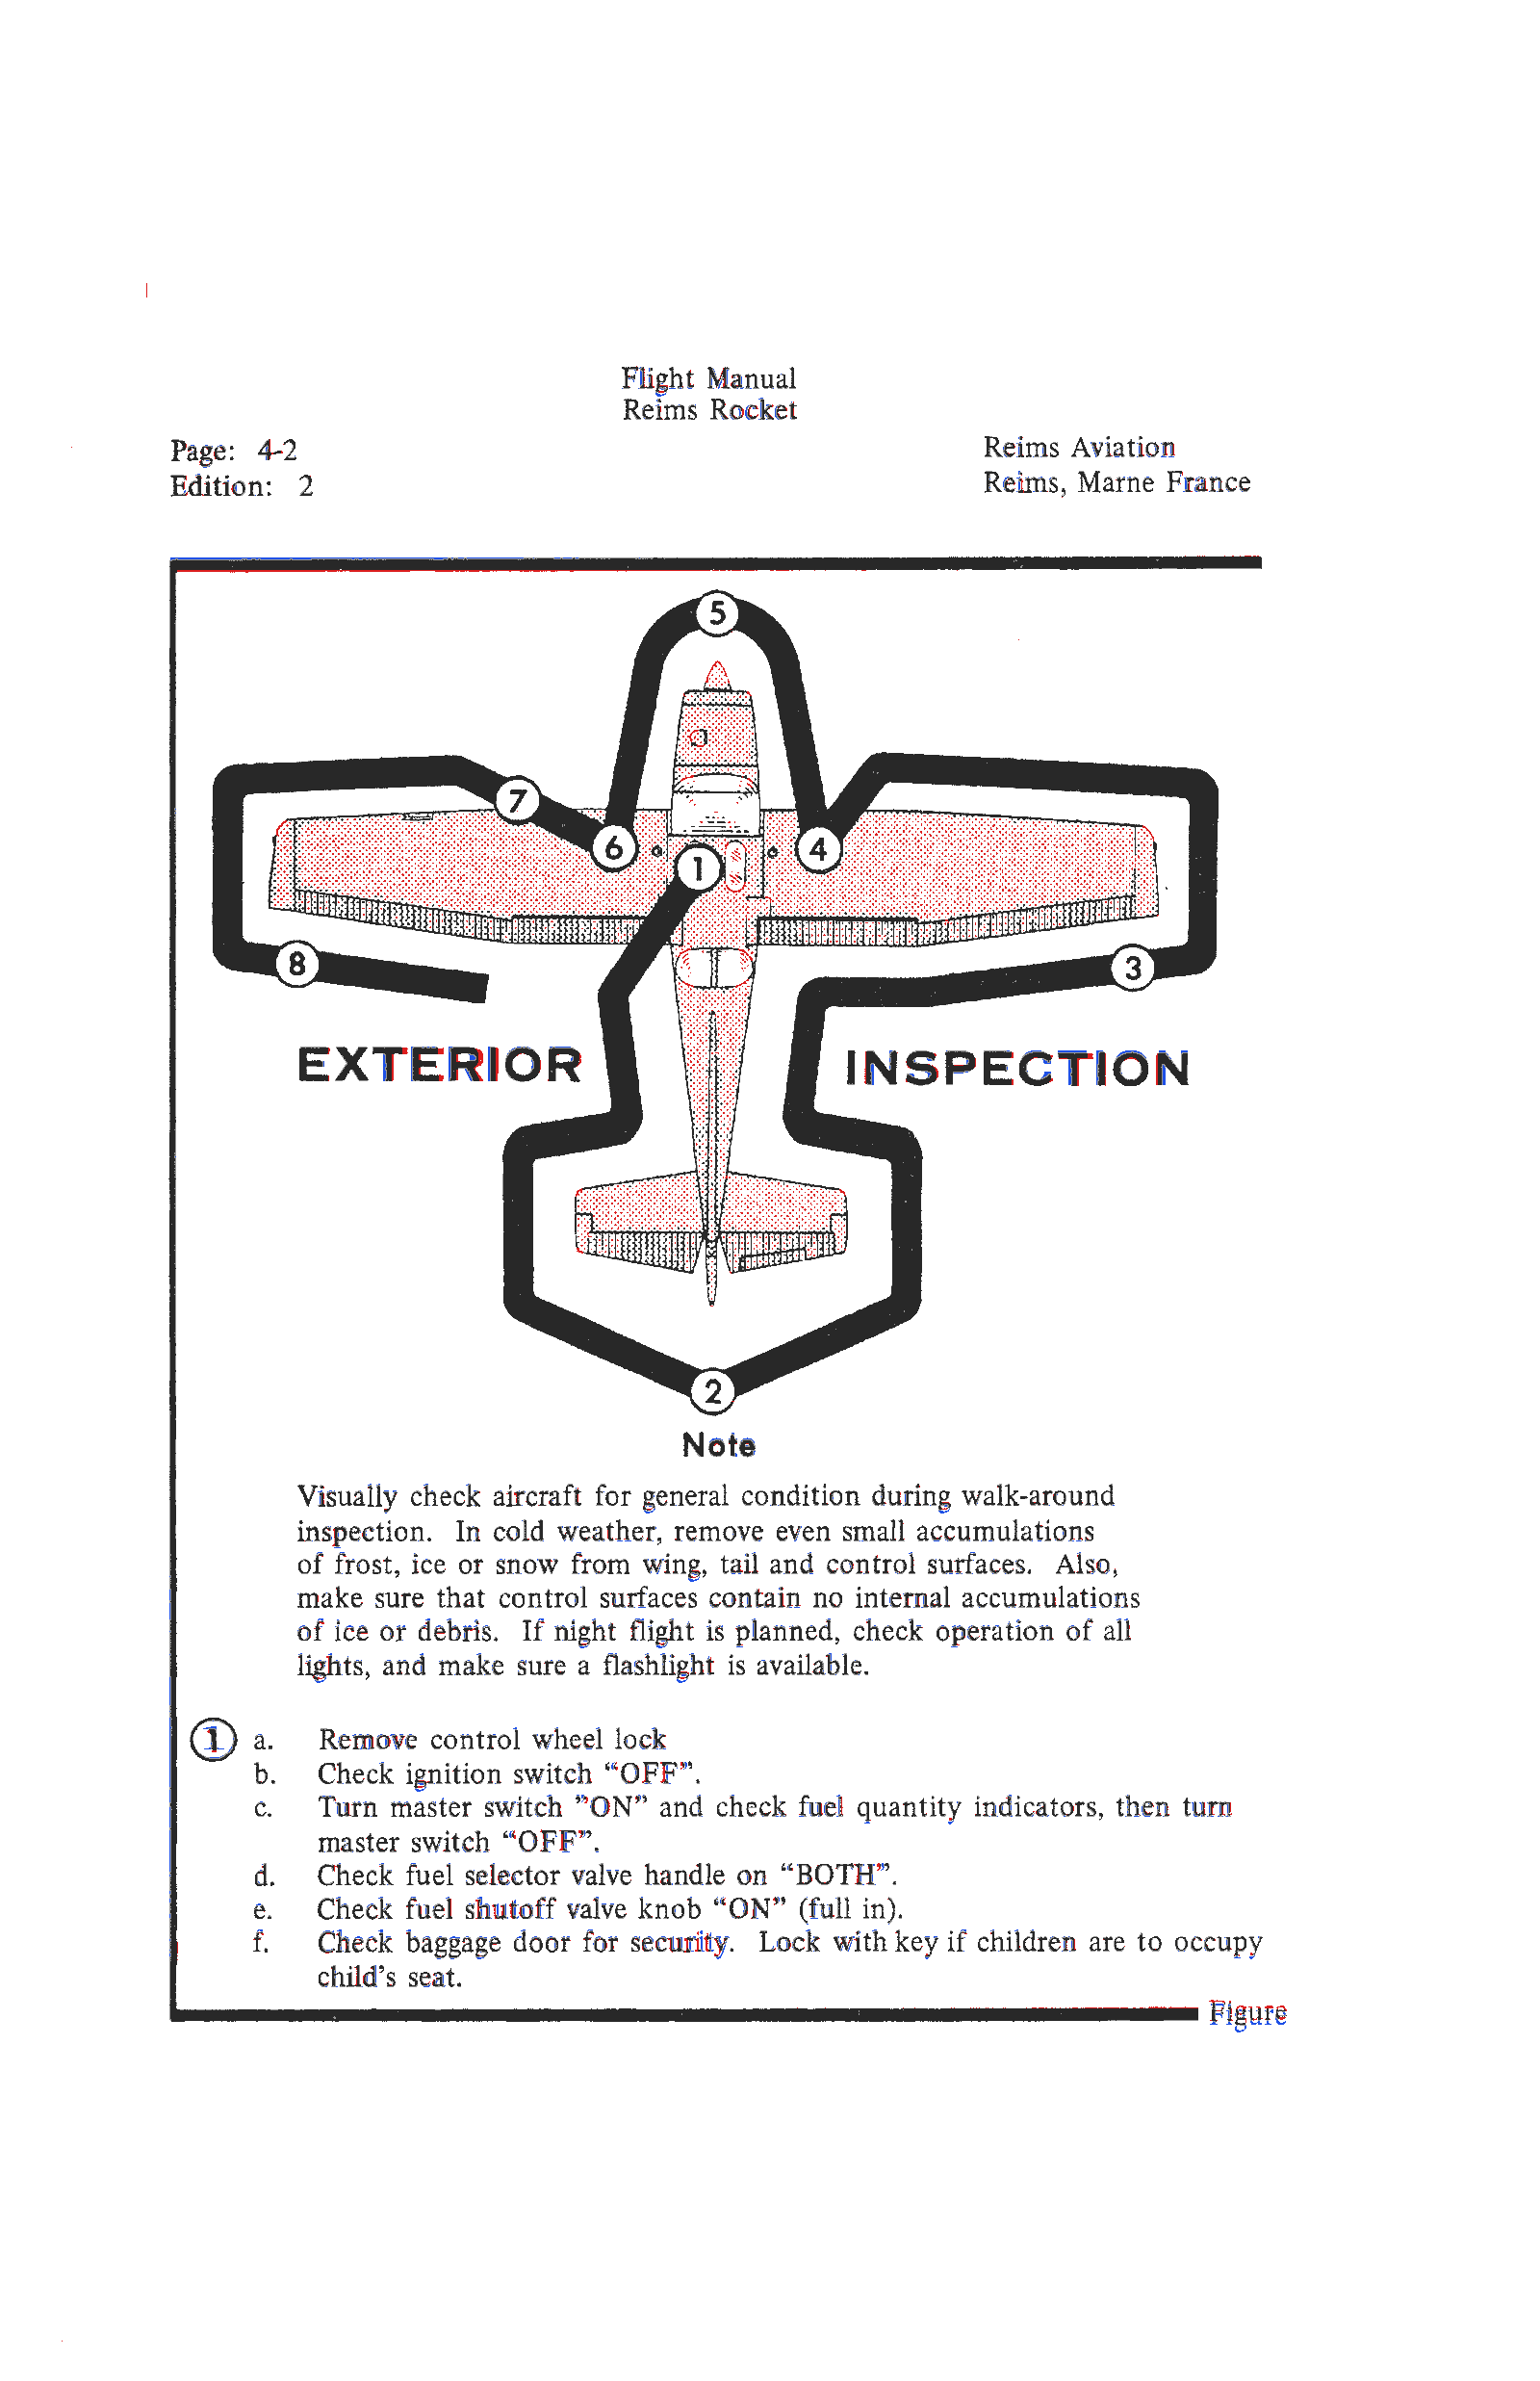 Flight Manual
Reims Rocket
Page: 4-2
Edition: 2
Reims Aviation
Reims, Marne France
5
7
6
1
4
8
3
EXTERIOR INSPECTION
2
Note
Visually check aircraft for general condition during walk-around
inspection. In cold weather, remove even small accumulations
of frost, ice or snow from wing, tail and control surfaces. Also,
make sure that control surfaces contain no internal accumulations
of ice or debris. If night flight is planned, check operation of all
lights, and make sure a flashlight is available.
1 a. Remove control wheel lock
b. Check ignition switch “OFF”.
c. Turn master switch ”ON” and check fuel quantity indicators, then turn
master switch “OFF”.
d. Check fuel selector valve handle on “BOTH”.
e. Check fuel shutoff valve knob “ON” (full in).
f. Check baggage door for security. Lock with key if children are to occupy
child’s seat.
Figure